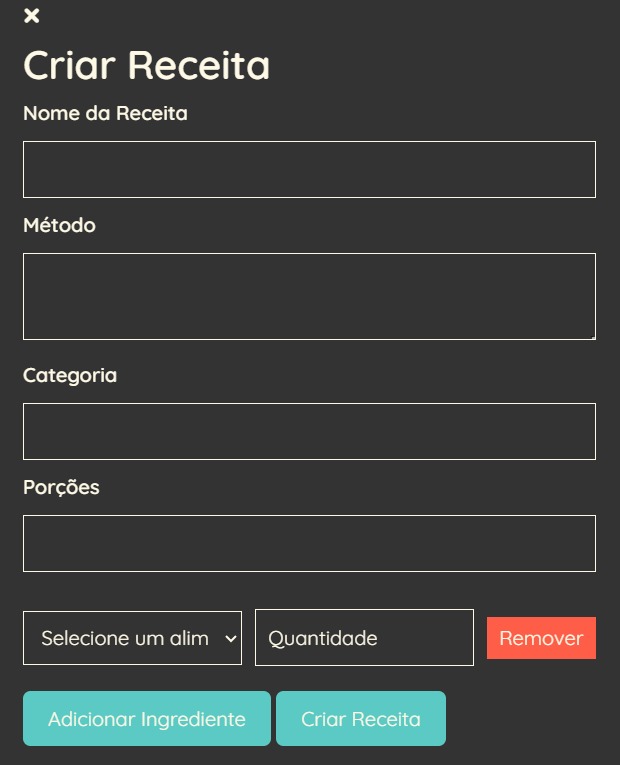 Criar Receita
Nome da Receita
Método
Categoria
Porções
Selecione um alim
Quantidade
Remover
Adicionar Ingrediente
Criar Receita